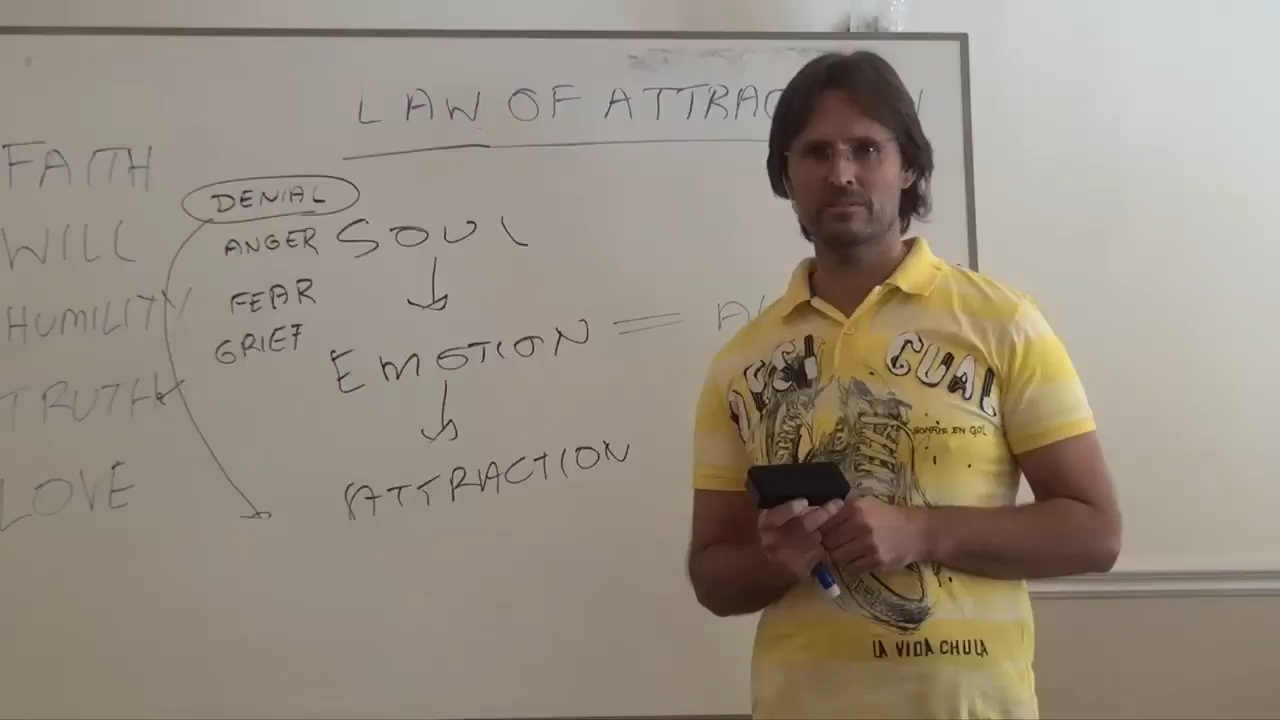 LAW OF ATTRAC N
FAITH
WILL
HUMILITY
TRUTH
LOVE
DENIAL
ANGER
FEAR
GRIEF
SOUL
EMOTION =
ATTRACTION
CUAL
LA VIDA CHULA